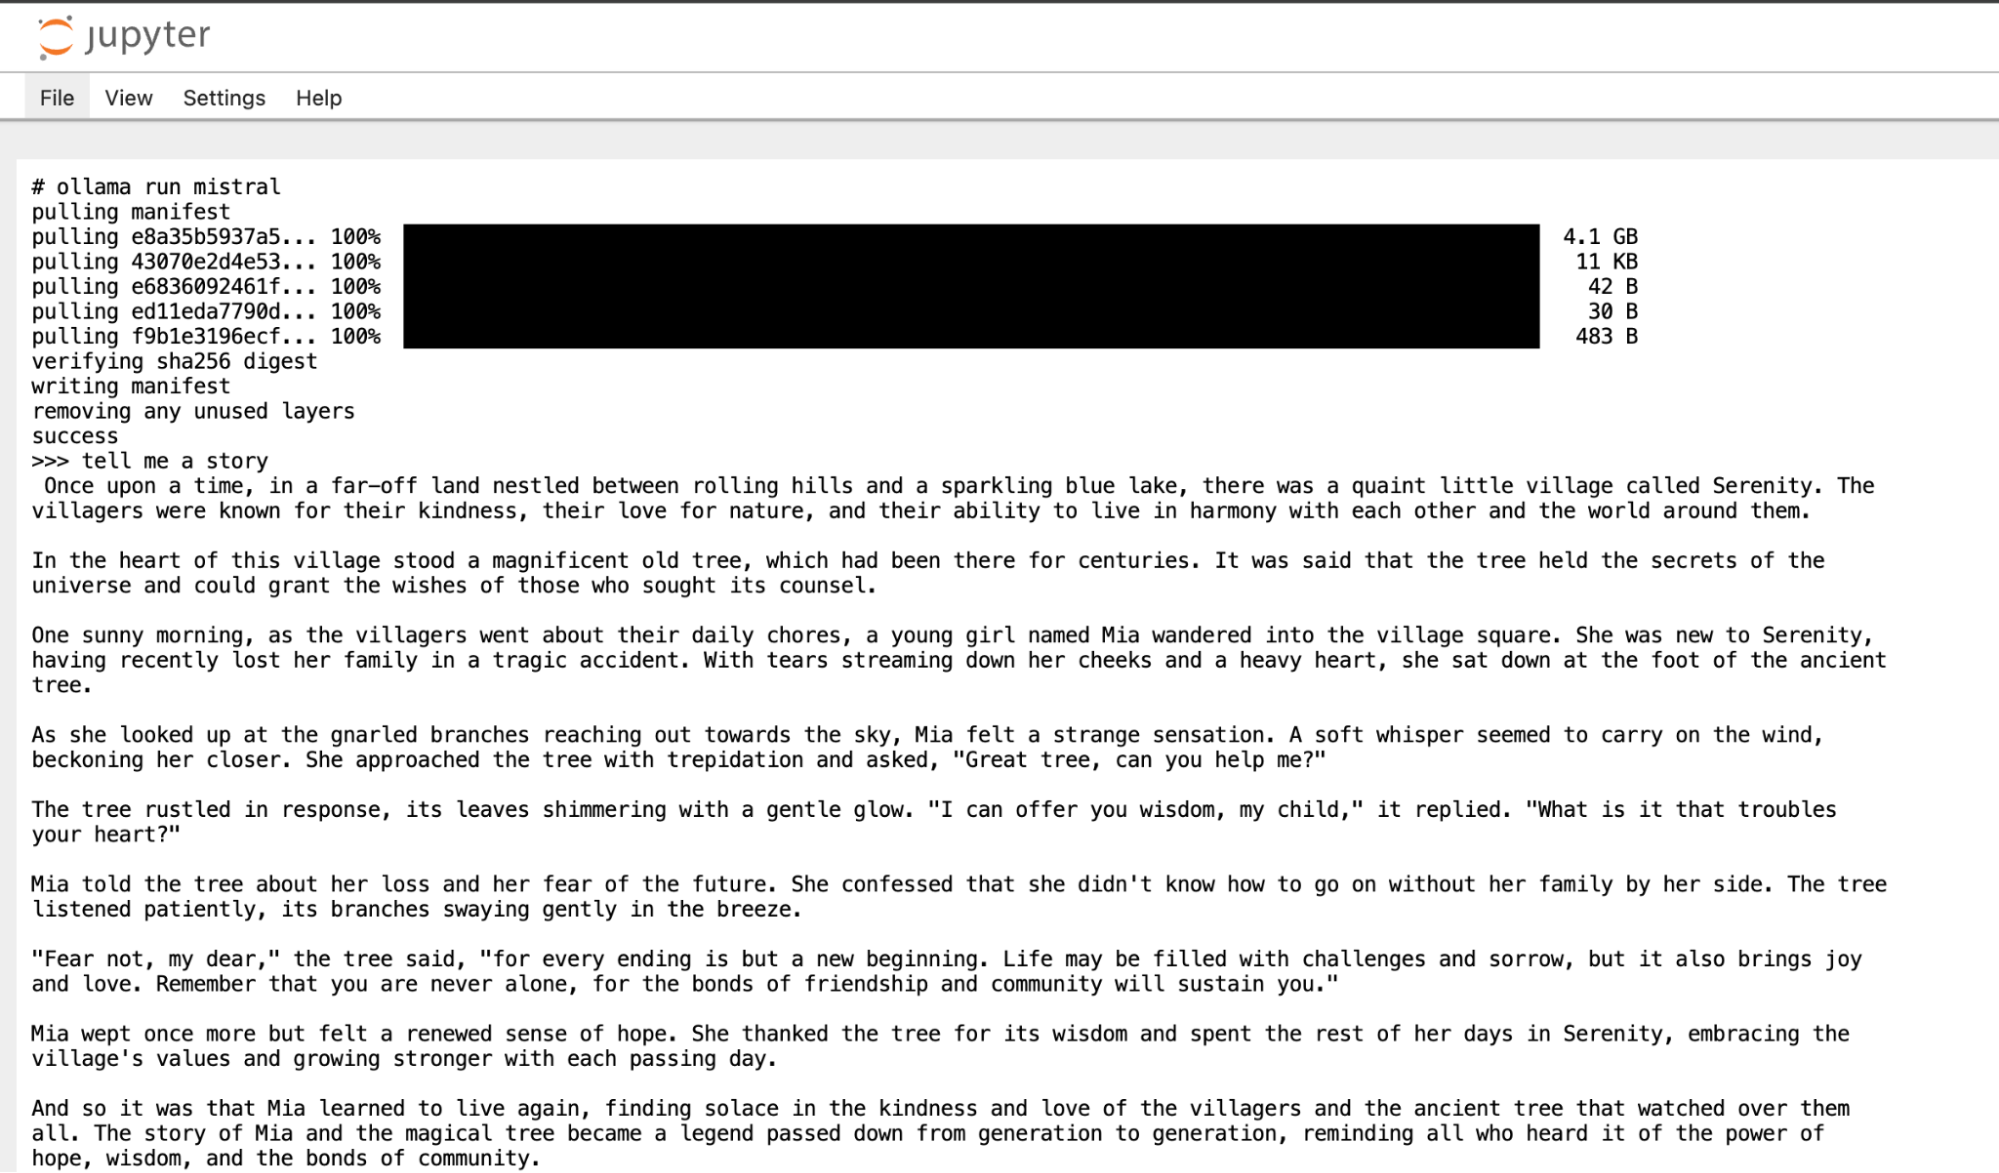 jupyter
File View Settings Help
# ollama run mistral
pulling manifest
pulling e8a35b5937a5... 100% 4.1 GB
pulling 43070e2d4e53... 100% 11 KB
pulling e6836092461f... 100% 42 B
pulling ed11eda7790d... 100% 30 B
pulling f9b1e3196ecf... 100% 483 B
verifying sha256 digest
writing manifest
removing any unused layers
success
>>> tell me a story
Once upon a time, in a far-off land nestled between rolling hills and a sparkling blue lake, there was a quaint little village called Serenity. The
villagers were known for their kindness, their love for nature, and their ability to live in harmony with each other and the world around them.
In the heart of this village stood a magnificent old tree, which had been there for centuries. It was said that the tree held the secrets of the
universe and could grant the wishes of those who sought its counsel.
One sunny morning, as the villagers went about their daily chores, a young girl named Mia wandered into the village square. She was new to Serenity,
having recently lost her family in a tragic accident. With tears streaming down her cheeks and a heavy heart, she sat down at the foot of the ancient
tree.
As she looked up at the gnarled branches reaching out towards the sky, Mia felt a strange sensation. A soft whisper seemed to carry on the wind,
beckoning her closer. She approached the tree with trepidation and asked, "Great tree, can you help me?"
The tree rustled in response, its leaves shimmering with a gentle glow. "I can offer you wisdom, my child," it replied. "What is it that troubles
your heart?"
Mia told the tree about her loss and her fear of the future. She confessed that she didn't know how to go on without her family by her side. The tree
listened patiently, its branches swaying gently in the breeze.
"Fear not, my dear," the tree said, "for every ending is but a new beginning. Life may be filled with challenges and sorrow, but it also brings joy
and love. Remember that you are never alone, for the bonds of friendship and community will sustain you."
Mia wept once more but felt a renewed sense of hope. She thanked the tree for its wisdom and spent the rest of her days in Serenity, embracing the
village's values and growing stronger with each passing day.
And so it was that Mia learned to live again, finding solace in the kindness and love of the villagers and the ancient tree that watched over them
all. The story of Mia and the magical tree became a legend passed down from generation to generation, reminding all who heard it of the power of
hope, wisdom, and the bonds of community.